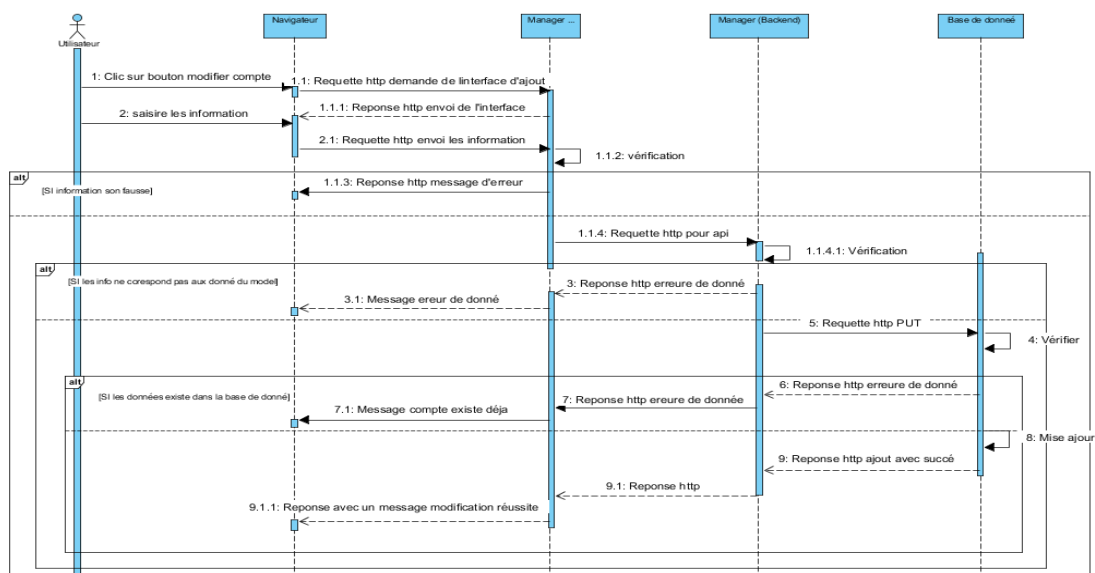 Utilisateur
Navigateur
Manager ...
Manager (Backend)
Base de donneé
1: Clic sur bouton modifier compte
1.1: Requette http demande de linterface d'ajout
1.1.1: Reponse http envoi de l'interface
2: saisire les information
2.1: Requette http envoi les information
1.1.2: vérification
alt
[SI information son fausse]
1.1.3: Reponse http message d'erreur
1.1.4: Requette http pour api
1.1.4.1: Vérification
alt
[SI les info ne corespond pas aux donné du model]
3: Reponse http erreure de donné
3.1: Message ereur de donné
5: Requette http PUT
4: Vérifier
alt
[SI les données existe dans la base de donné]
6: Reponse http erreure de donné
7: Reponse http ereure de donnée
7.1: Message compte existe déja
8: Mise ajour
9: Reponse http ajout avec succé
9.1: Reponse http
9.1.1: Reponse avec un message modification réussite